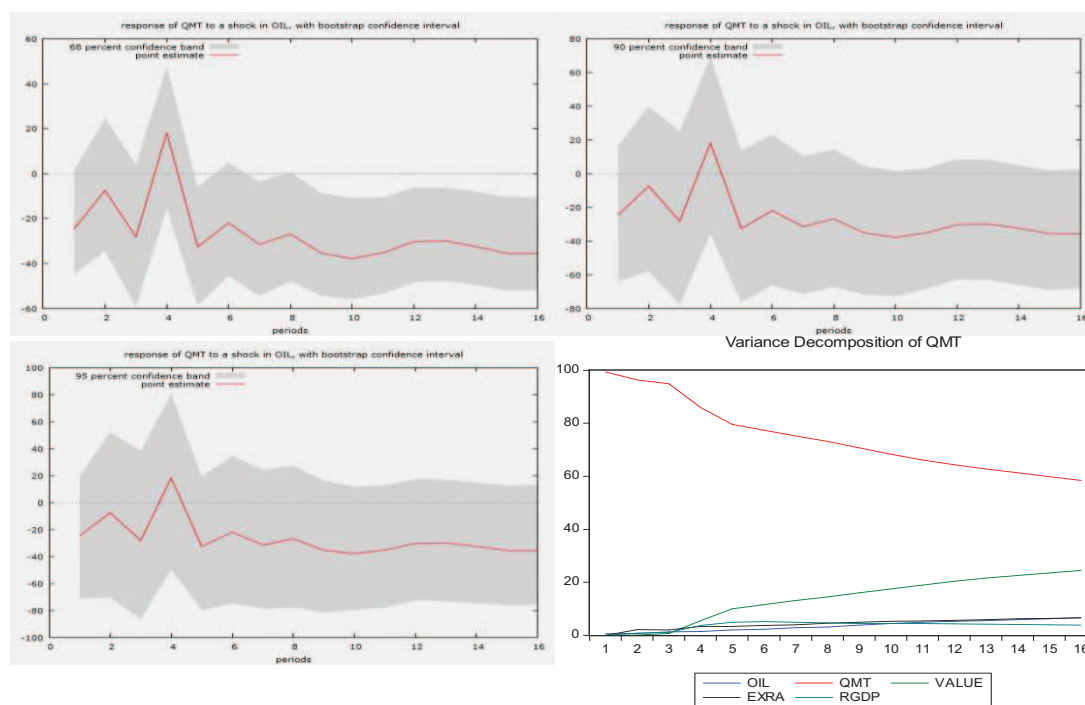 response of QMT to a shock in OIL, with bootstrap confidence interval
60
68 percent confidence band
point estimate
40
20
0
-20
-40
-60
0 2 4 6 8 10 12 14 16
periods
response of QMT to a shock in OIL, with bootstrap confidence interval
80
90 percent confidence band
point estimate
60
40
20
0
-20
-40
-60
-80
0 2 4 6 8 10 12 14 16
periods
response of QMT to a shock in OIL, with bootstrap confidence interval
100
95 percent confidence band
point estimate
80
60
40
20
0
-20
-40
-60
-80
-100
0 2 4 6 8 10 12 14 16
periods
Variance Decomposition of QMT
100
80
60
40
20
0
1 2 3 4 5 6 7 8 9 10 11 12 13 14 15 16
OIL QMT VALUE
EXRA RGDP